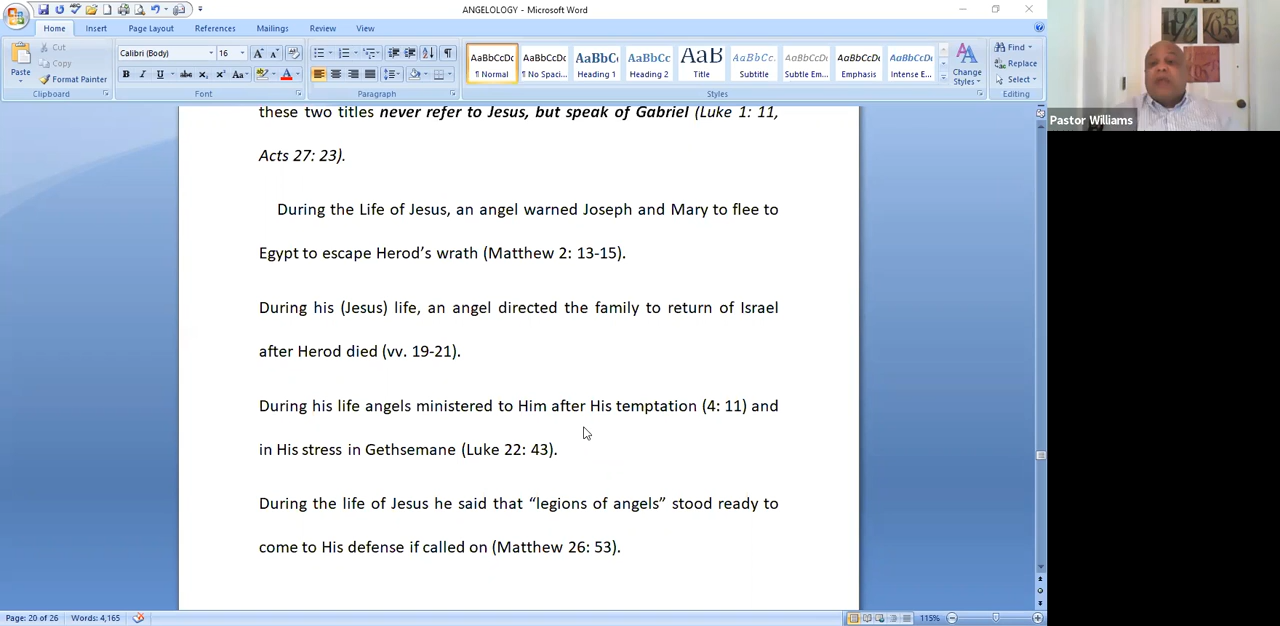 ANGELOLOGY - Microsoft Word
Home Insert Page Layout References Mailings Review View
Paste
Cut
Copy
Format Painter
Clipboard
Calibri (Body) 16
Font
Paragraph
AaBbCcDc AaBbCcDc AaBbC AaBbCc AaB AaBbCc. AaBbCcDc AaBbCcDc AaBbCcDc
¶ Normal ¶ No Spaci... Heading 1 Heading 2 Title Subtitle Subtle Em... Emphasis Intense E...
Change
Styles
Styles
Find
Replace
Select
Editing
Pastor Williams
these two titles never refer to Jesus, but speak of Gabriel (Luke 1: 11,
Acts 27: 23).
During the Life of Jesus, an angel warned Joseph and Mary to flee to
Egypt to escape Herod’s wrath (Matthew 2: 13-15).
During his (Jesus) life, an angel directed the family to return of Israel
after Herod died (vv. 19-21).
During his life angels ministered to Him after His temptation (4: 11) and
in His stress in Gethsemane (Luke 22: 43).
During the life of Jesus he said that “legions of angels” stood ready to
come to His defense if called on (Matthew 26: 53).
Page: 20 of 26 Words: 4,165
115%